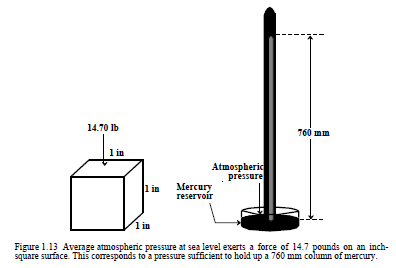 14.70 lb
1 in
1 in
1 in
760 mm
Atmospheric
pressure
Mercury
reservoir
Figure 1.13 Average atmospheric pressure at sea level exerts a force of 14.7 pounds on an inch-
square surface. This corresponds to a pressure sufficient to hold up a 760 mm column of mercury.